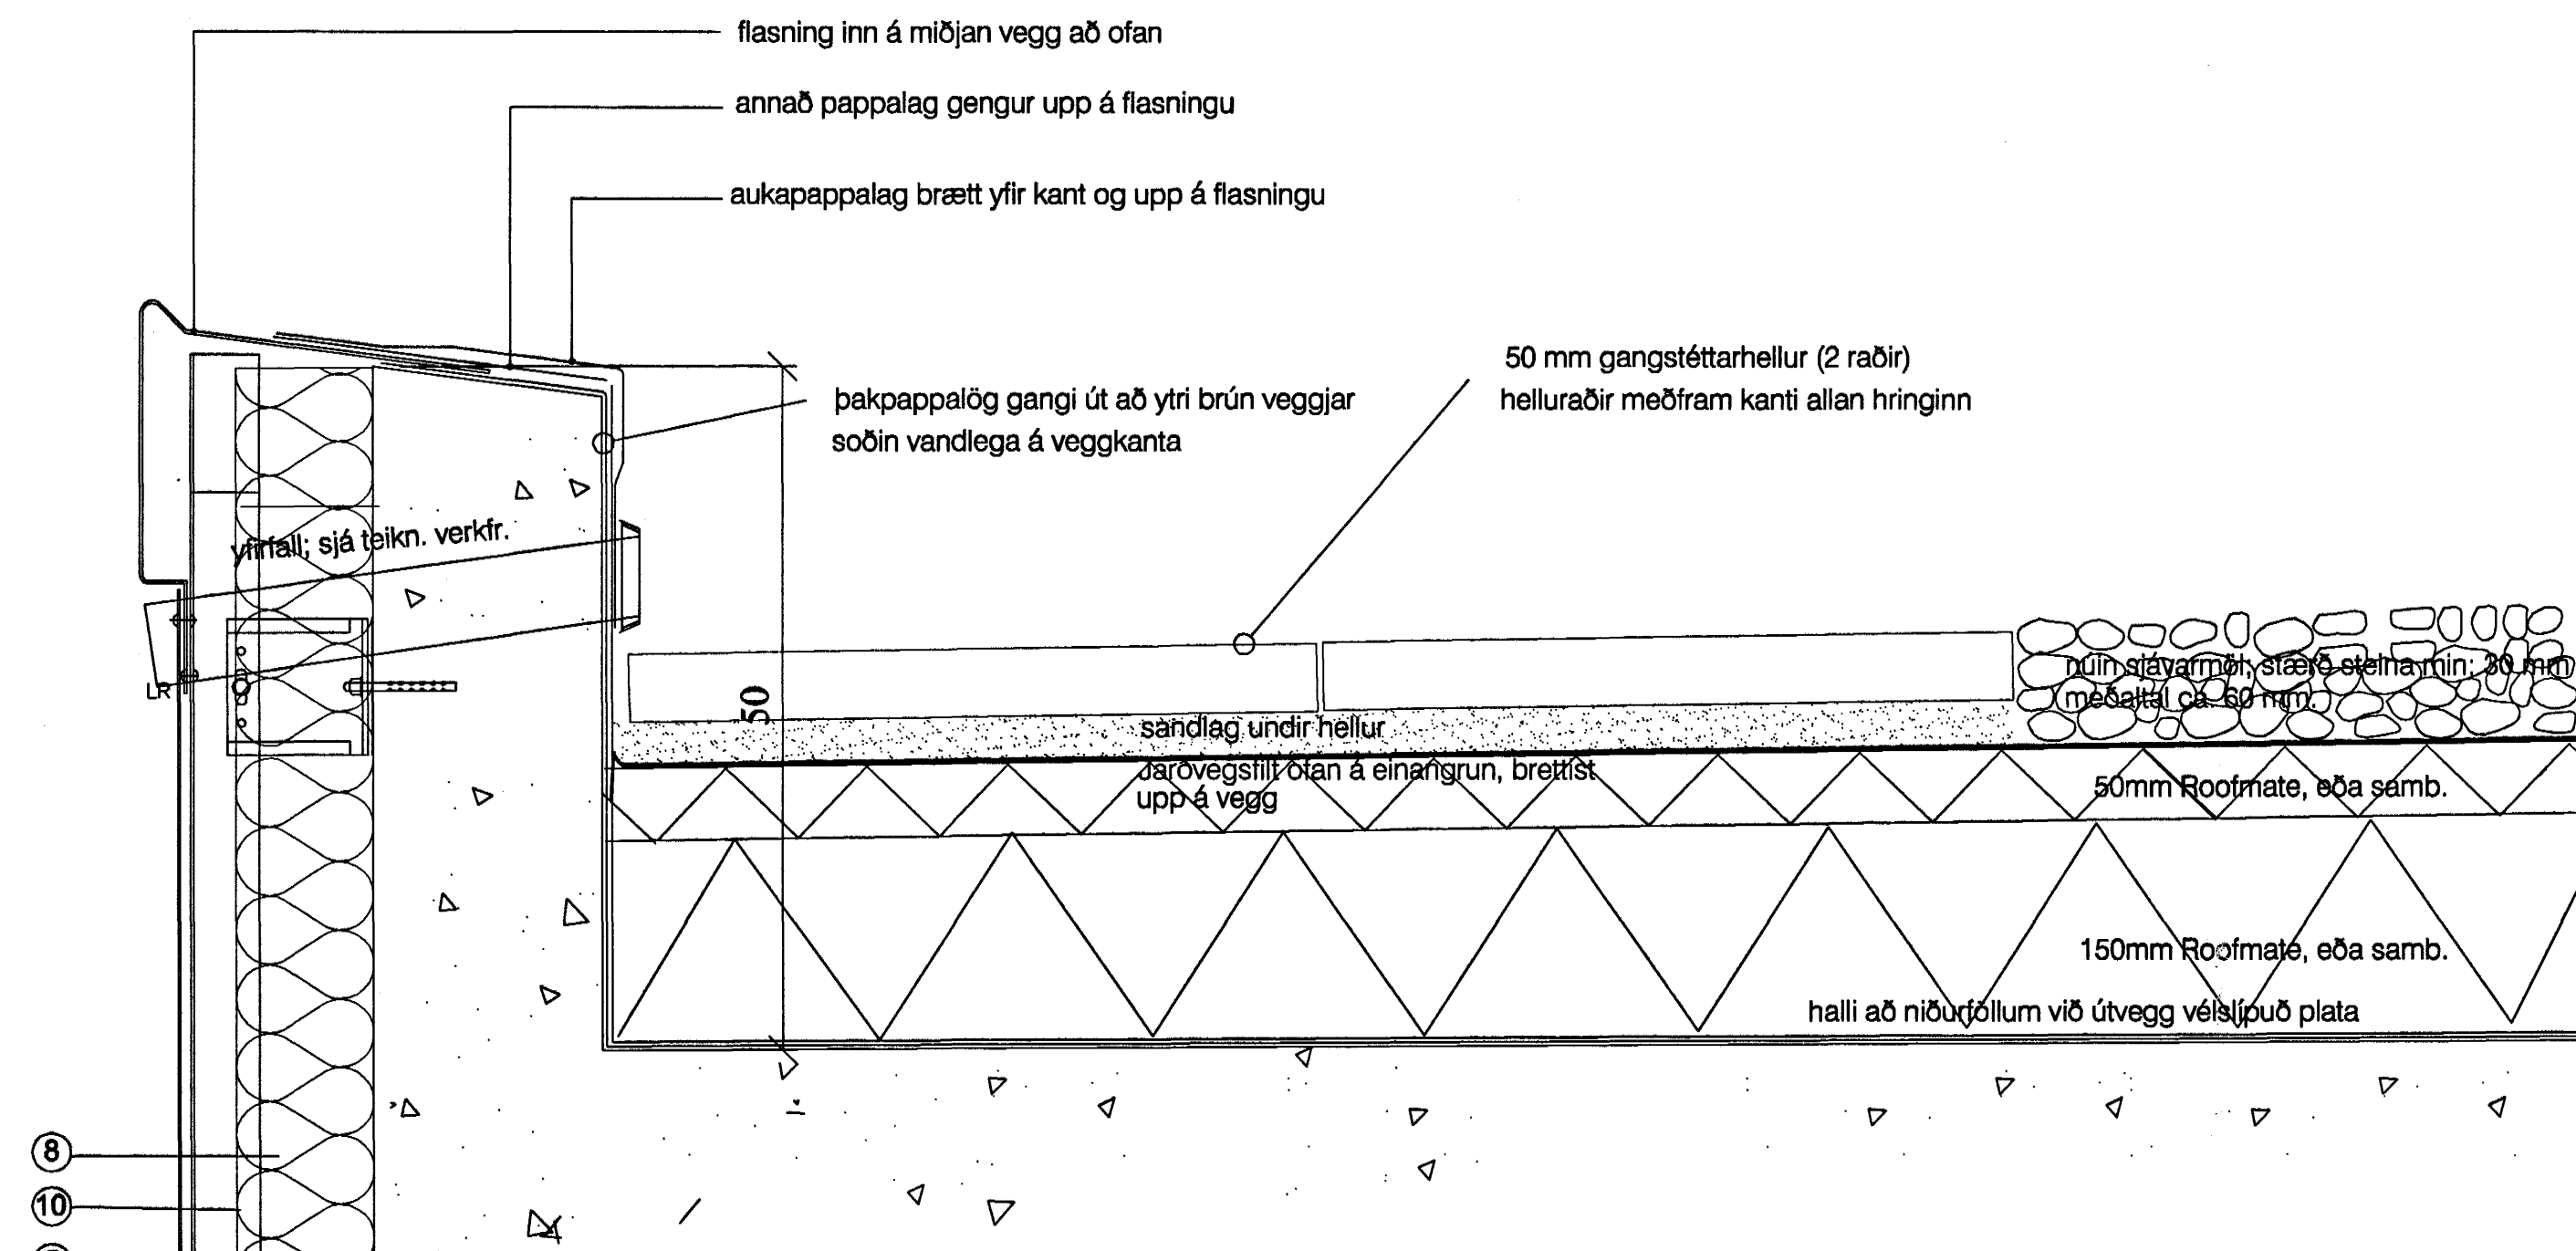 flasning inn á miðjan vegg að ofan
annað pappalag gengur upp á flasningu
aukapappalag brætt yfir kant og upp á flasningu
50 mm gangstéttarhellur (2 raðir)
helluraðir meðfram kanti allan hringinn
þakpappalög gangi út að ytri brún veggjar
soðin vandlega á veggkanta
yfirfall; sjá teikn. verkfr.
núin sjávarmöl; stærð steina min; 30 mm
meðaltal ca. 60 mm.
LR
50
sandlag undir hellur
Jarðvegsfilt ofan á einangrun, brettist
upp á vegg
50mm Roofmate, eða samb.
150mm Roofmate, eða samb.
halli að niðurföllum við útvegg vélslípuð plata
8
10